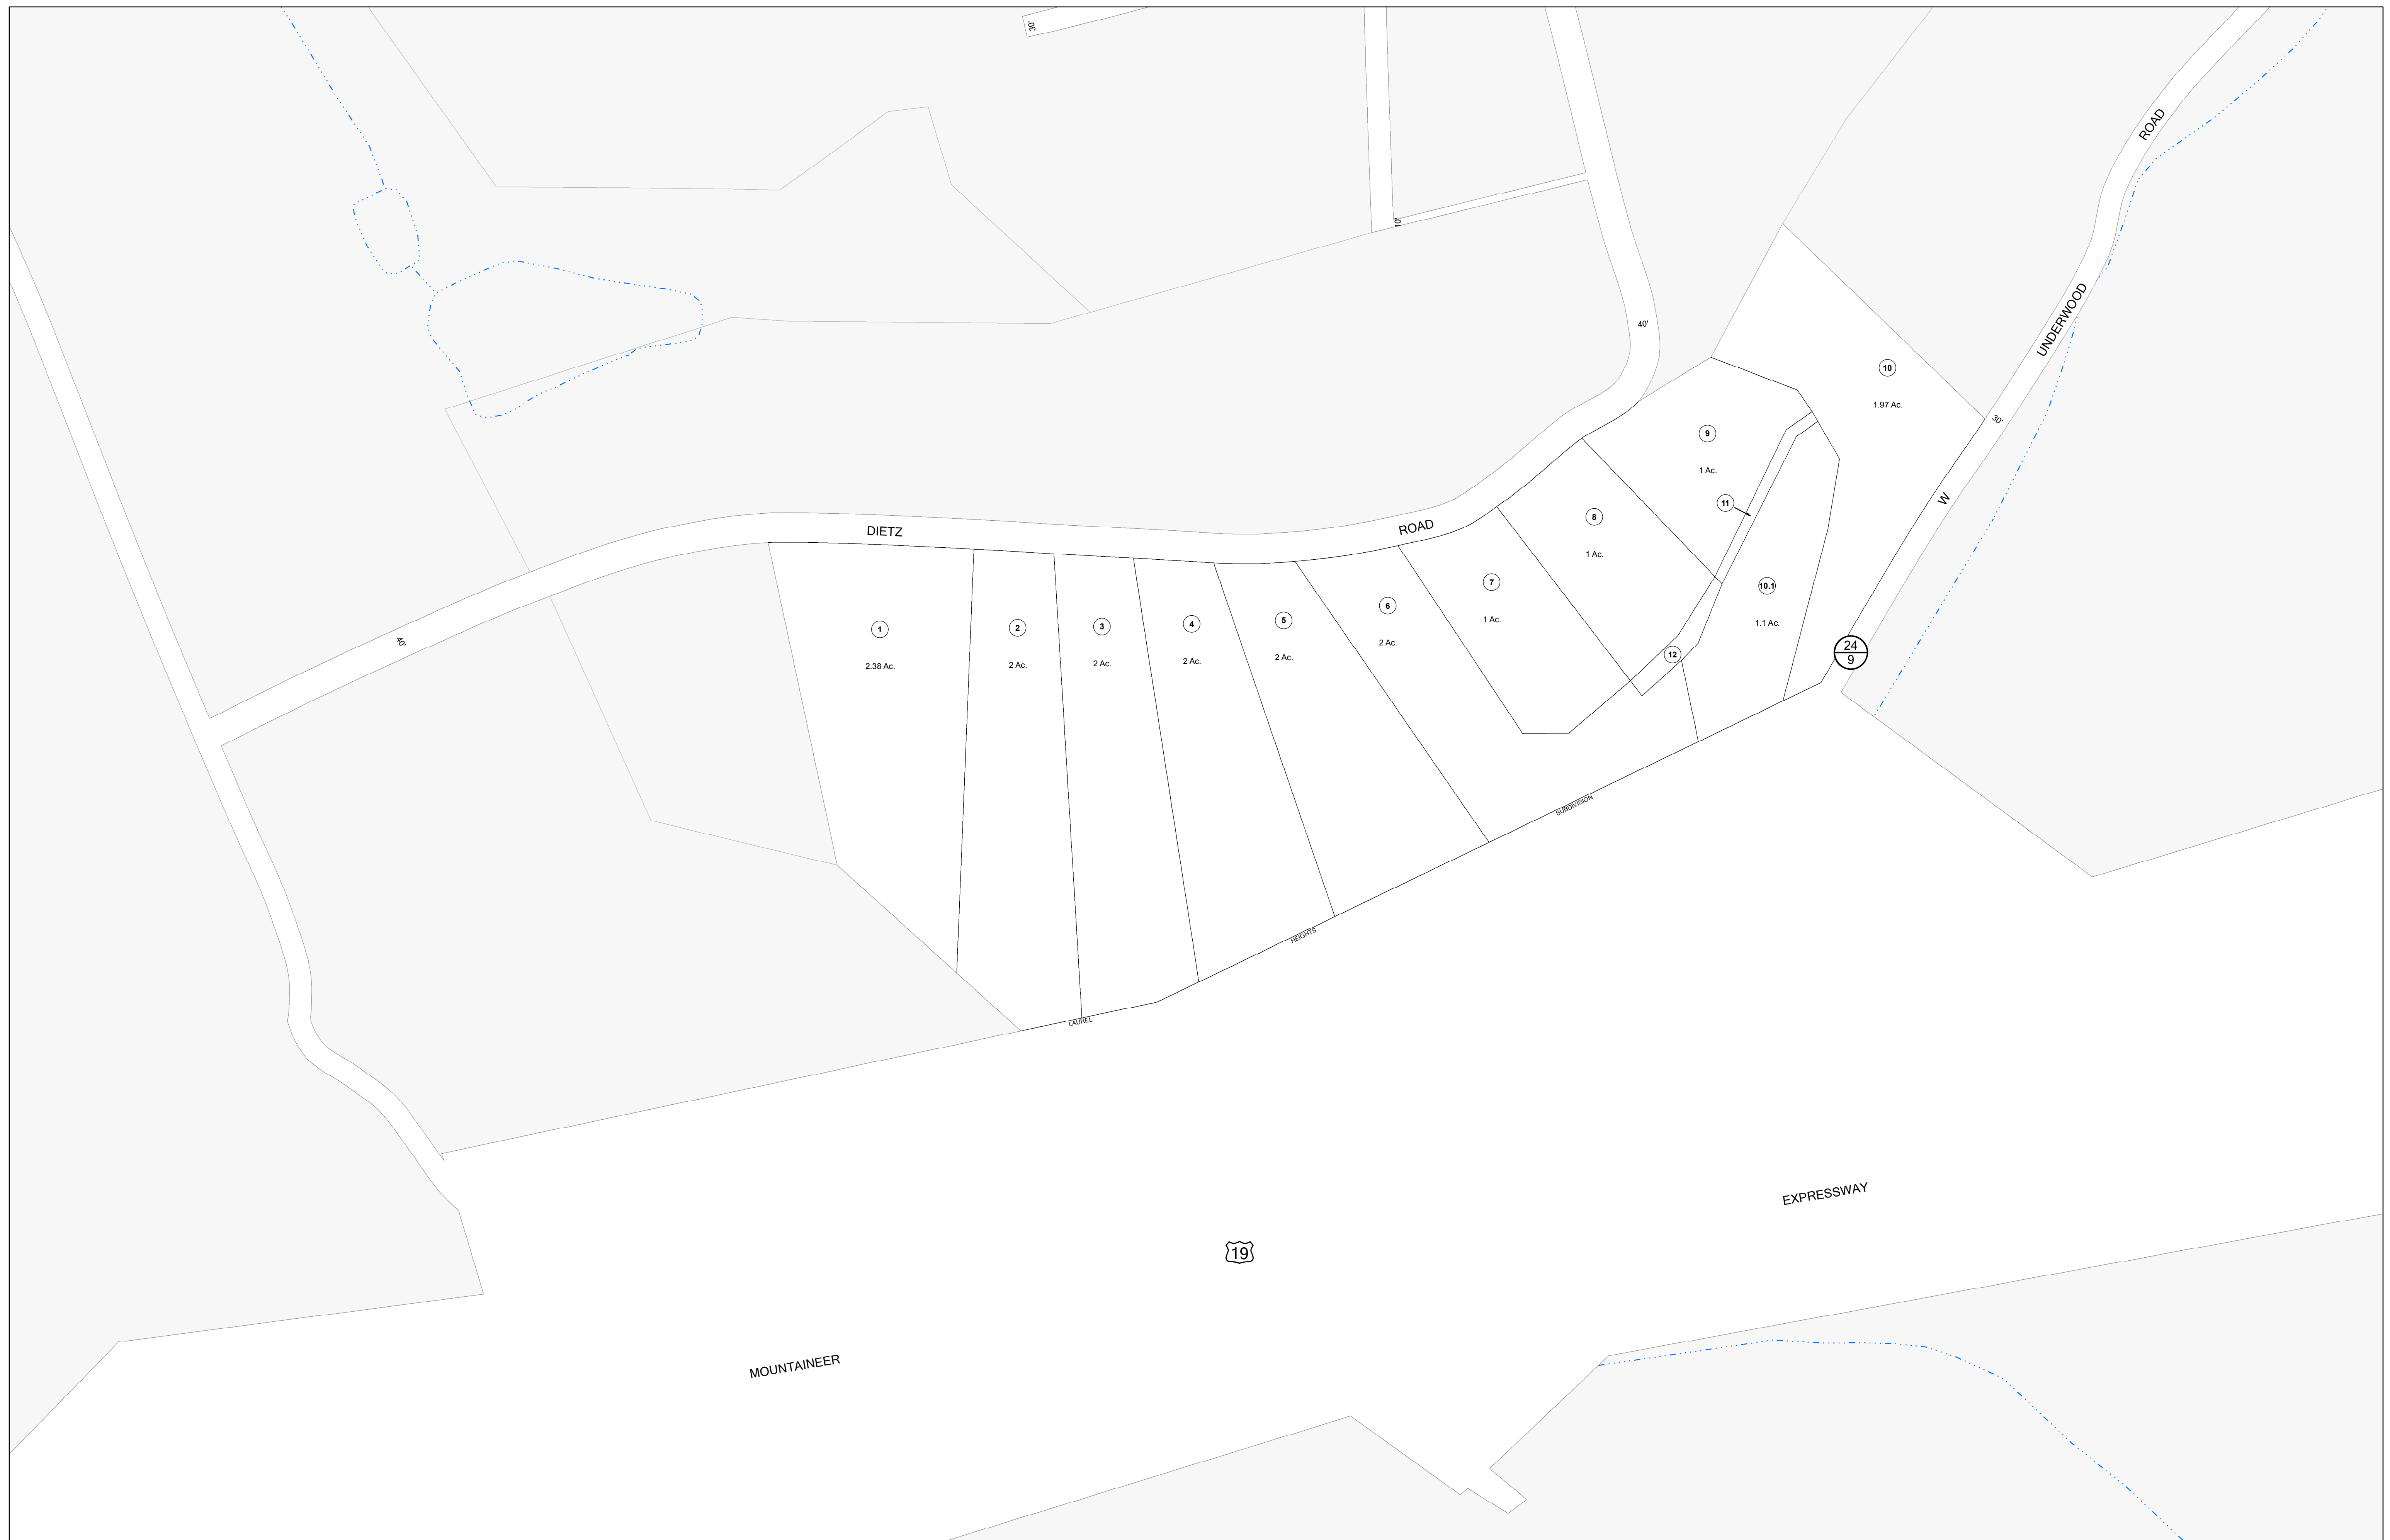 30'
ROAD
10'
UNDERWOOD
40'
10
1.97 Ac.
30'
9
1 Ac.
W
11
8
1 Ac.
DIETZ
ROAD
7
1 Ac.
10.1
1.1 Ac.
6
2 Ac.
5
2 Ac.
4
2 Ac.
3
2 Ac.
2
2 Ac.
1
2.38 Ac.
40'
12
24
9
SUBDIVISION
HEIGHTS
LAUREL
EXPRESSWAY
19
MOUNTAINEER